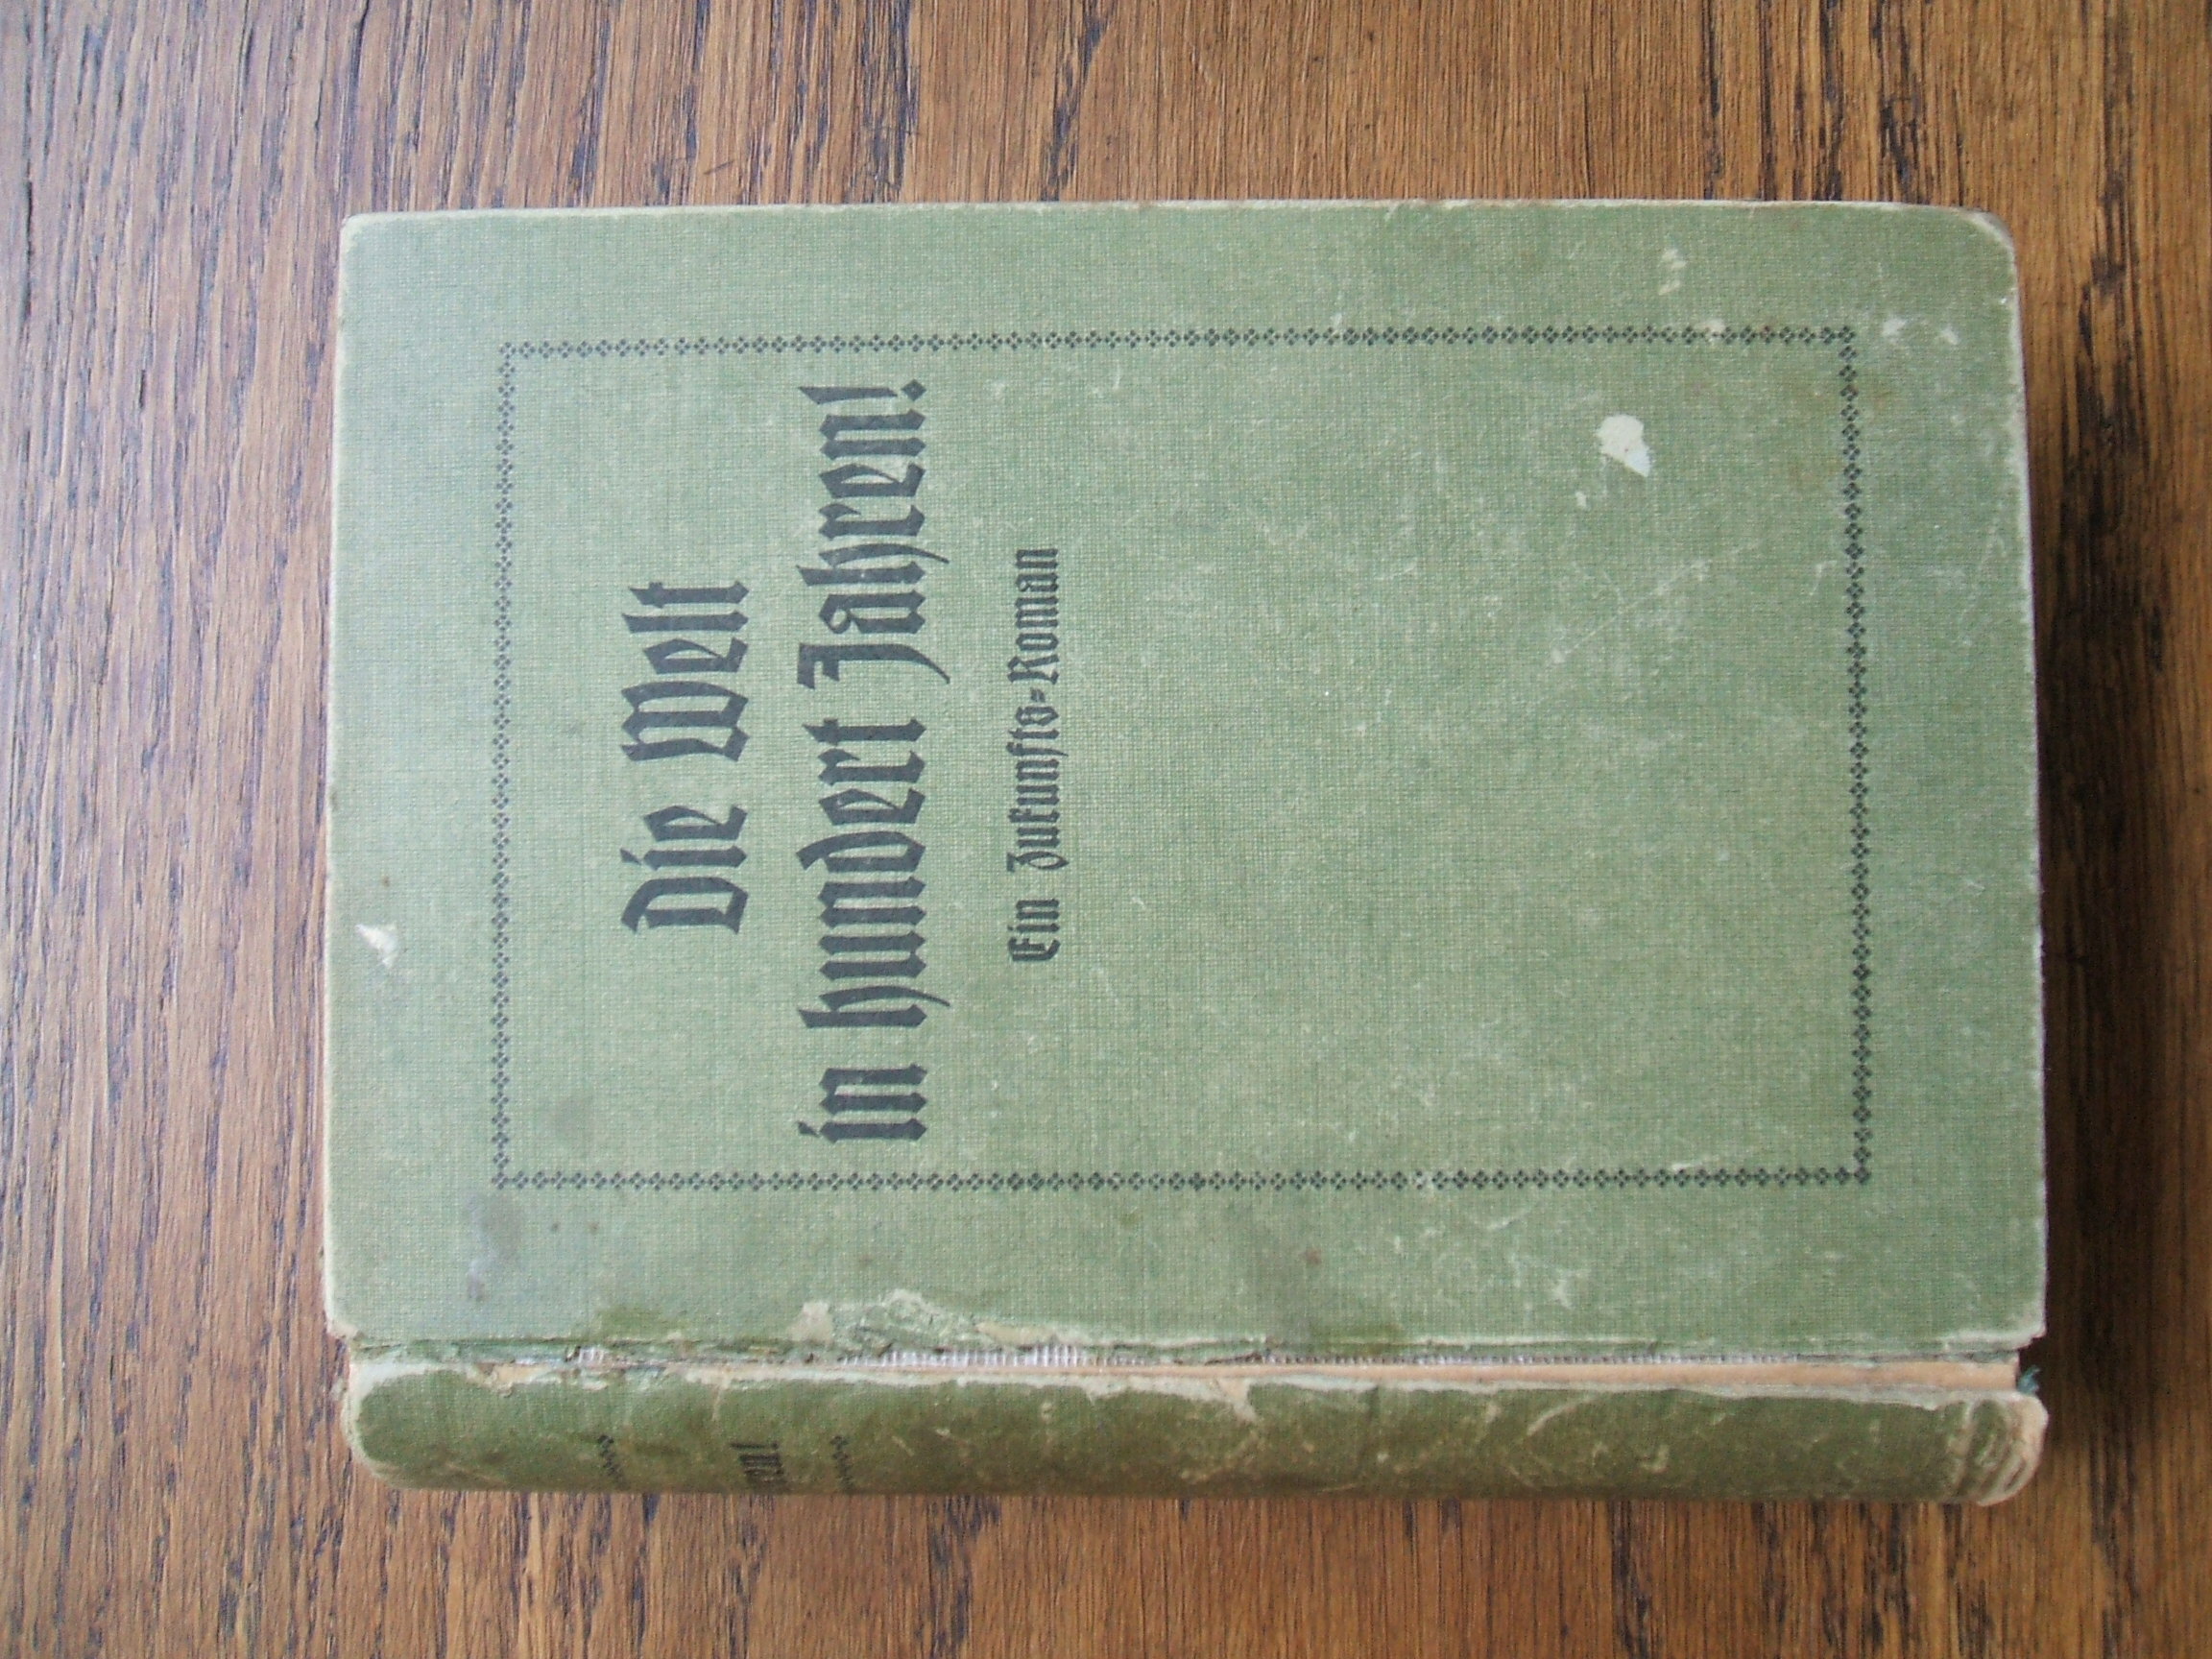 Die Welt
in hundert Jahren!
Ein Zukunfts-Roman